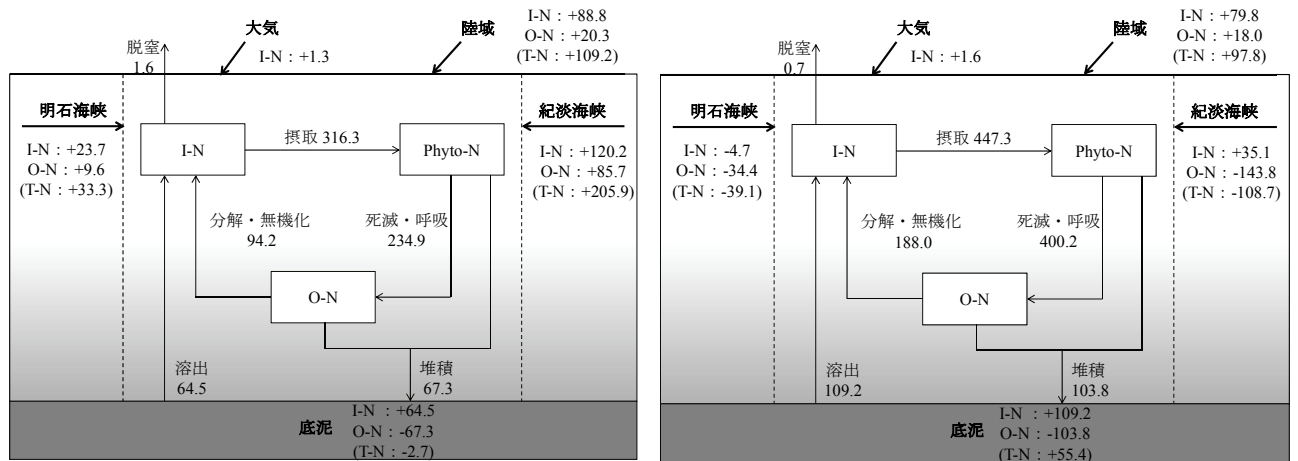 大気
I-N：+1.3
陸域
I-N：+88.8
O-N：+20.3
(T-N：+109.2)
脱窒
1.6
明石海峡
I-N：+23.7
O-N：+9.6
(T-N：+33.3)
I-N
摂取 316.3
Phyto-N
紀淡海峡
I-N：+120.2
O-N：+85.7
(T-N：+205.9)
分解・無機化
94.2
死滅・呼吸
234.9
O-N
溶出
64.5
堆積
67.3
底泥
I-N ：+64.5
O-N：-67.3
(T-N：-2.7)
大気
I-N：+1.6
陸域
I-N：+79.8
O-N：+18.0
(T-N：+97.8)
脱窒
0.7
明石海峡
I-N：-4.7
O-N：-34.4
(T-N：-39.1)
I-N
摂取 447.3
Phyto-N
紀淡海峡
I-N：+35.1
O-N：-143.8
(T-N：-108.7)
分解・無機化
188.0
死滅・呼吸
400.2
O-N
溶出
109.2
堆積
103.8
底泥
I-N ：+109.2
O-N：-103.8
(T-N：+55.4)